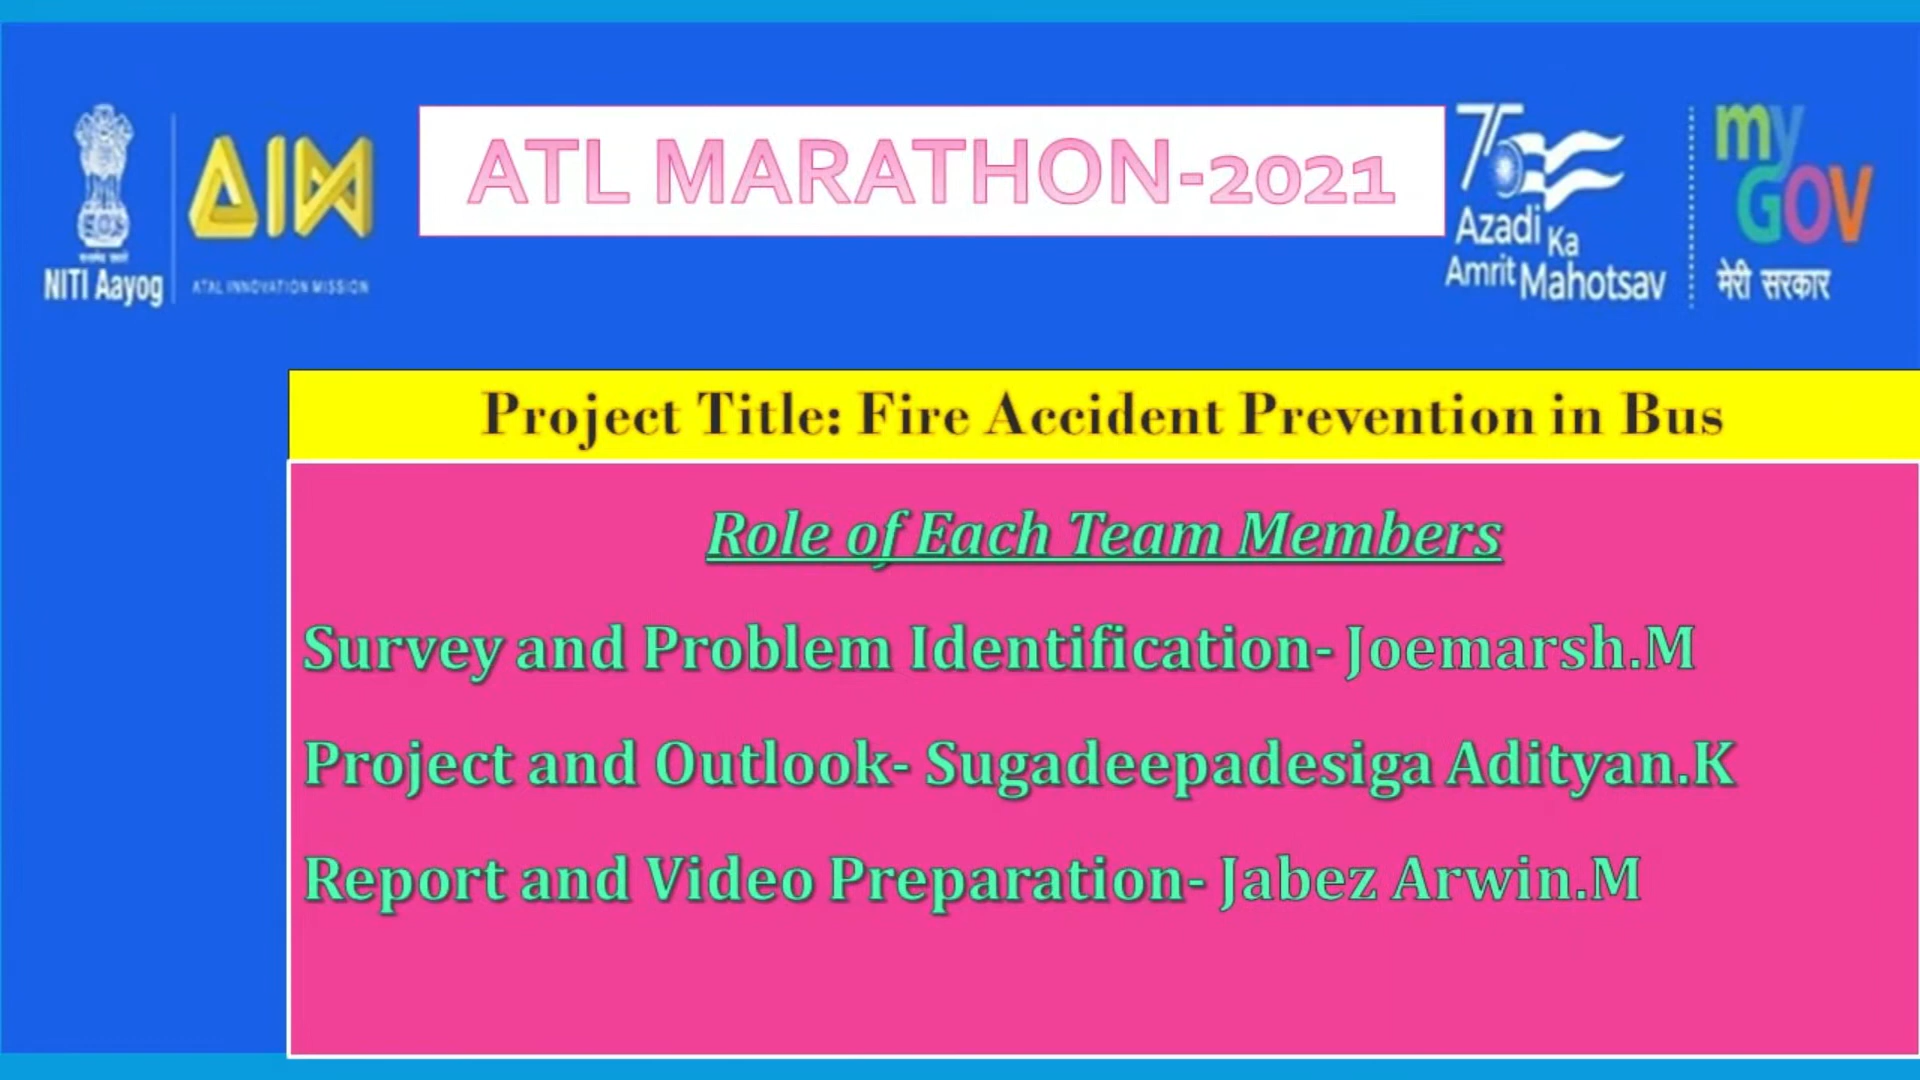 ATL MARATHON-2021
NITI Aayog
ATAL INNOVATION MISSION
AIM
75
Azadi Ka
Amrit Mahotsav
my
GOV
मेरी सरकार
Project Title: Fire Accident Prevention in Bus
Role of Each Team Members
Survey and Problem Identification- Joemarsh.M
Project and Outlook- Sugadeepadesiga Adityan.K
Report and Video Preparation- Jabez Arwin.M